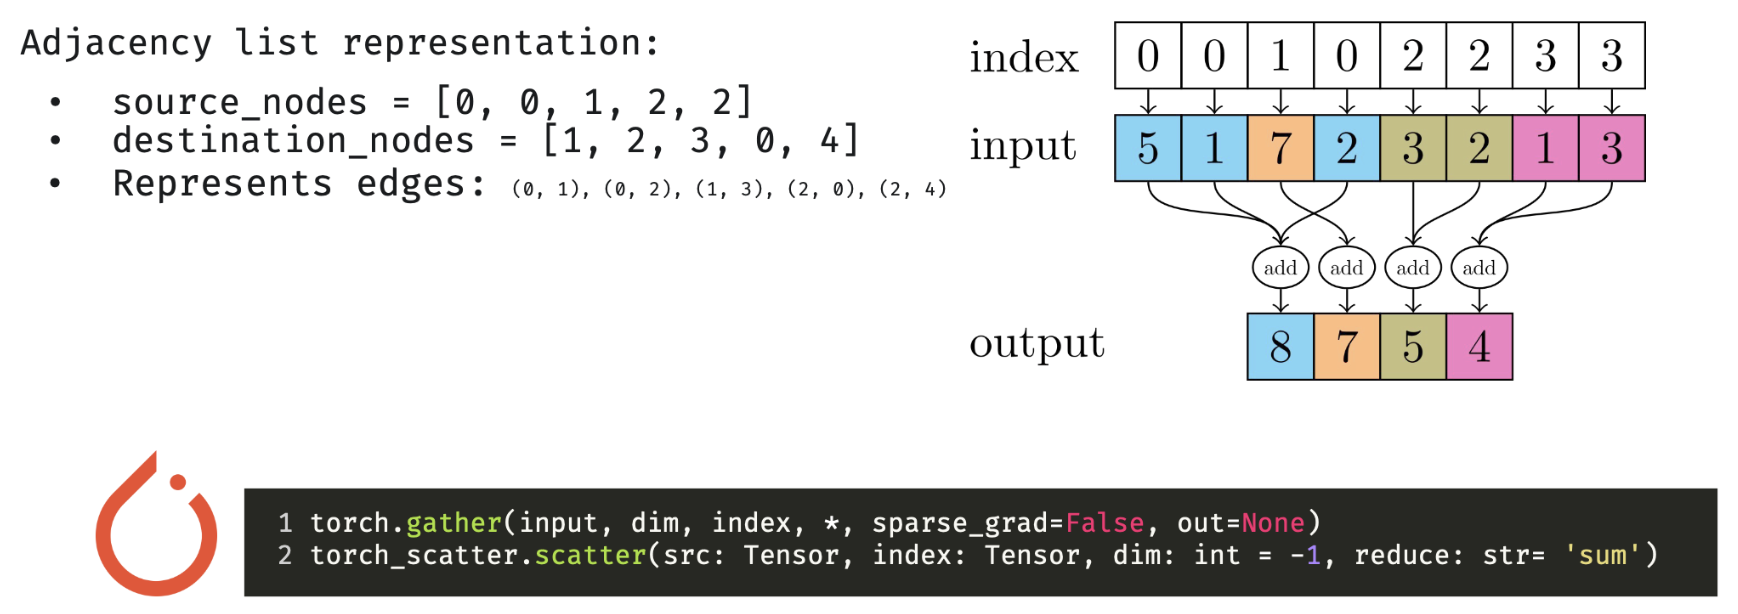 Adjacency list representation:
• source_nodes = [0, 0, 1, 2, 2]
• destination_nodes = [1, 2, 3, 0, 4]
• Represents edges: (0, 1), (0, 2), (1, 3), (2, 0), (2, 4)
index 0 0 1 0 2 2 3 3
input 5 1 7 2 3 2 1 3
add add add add
output 8 7 5 4
1 torch.gather(input, dim, index, *, sparse_grad=False, out=None)
2 torch_scatter.scatter(src: Tensor, index: Tensor, dim: int = -1, reduce: str= 'sum')